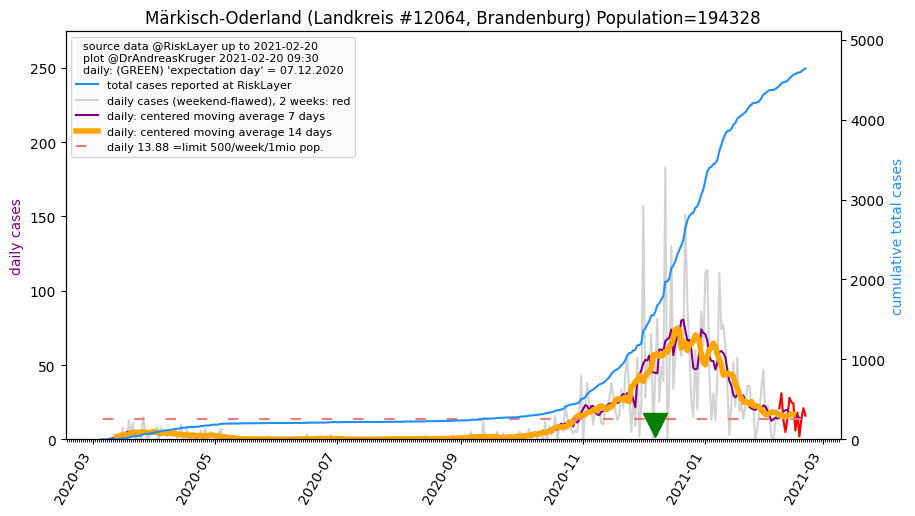 Märkisch-Oderland (Landkreis #12064, Brandenburg) Population=194328
source data @RiskLayer up to 2021-02-20
plot @DrAndreasKruger 2021-02-20 09:30
daily: (GREEN) 'expectation day' = 07.12.2020
total cases reported at RiskLayer
daily cases (weekend-flawed), 2 weeks: red
daily: centered moving average 7 days
daily: centered moving average 14 days
daily 13.88 =limit 500/week/1mio pop.
daily cases
250
200
150
100
50
0
cumulative total cases
5000
4000
3000
2000
1000
0
2020-03
2020-05
2020-07
2020-09
2020-11
2021-01
2021-03